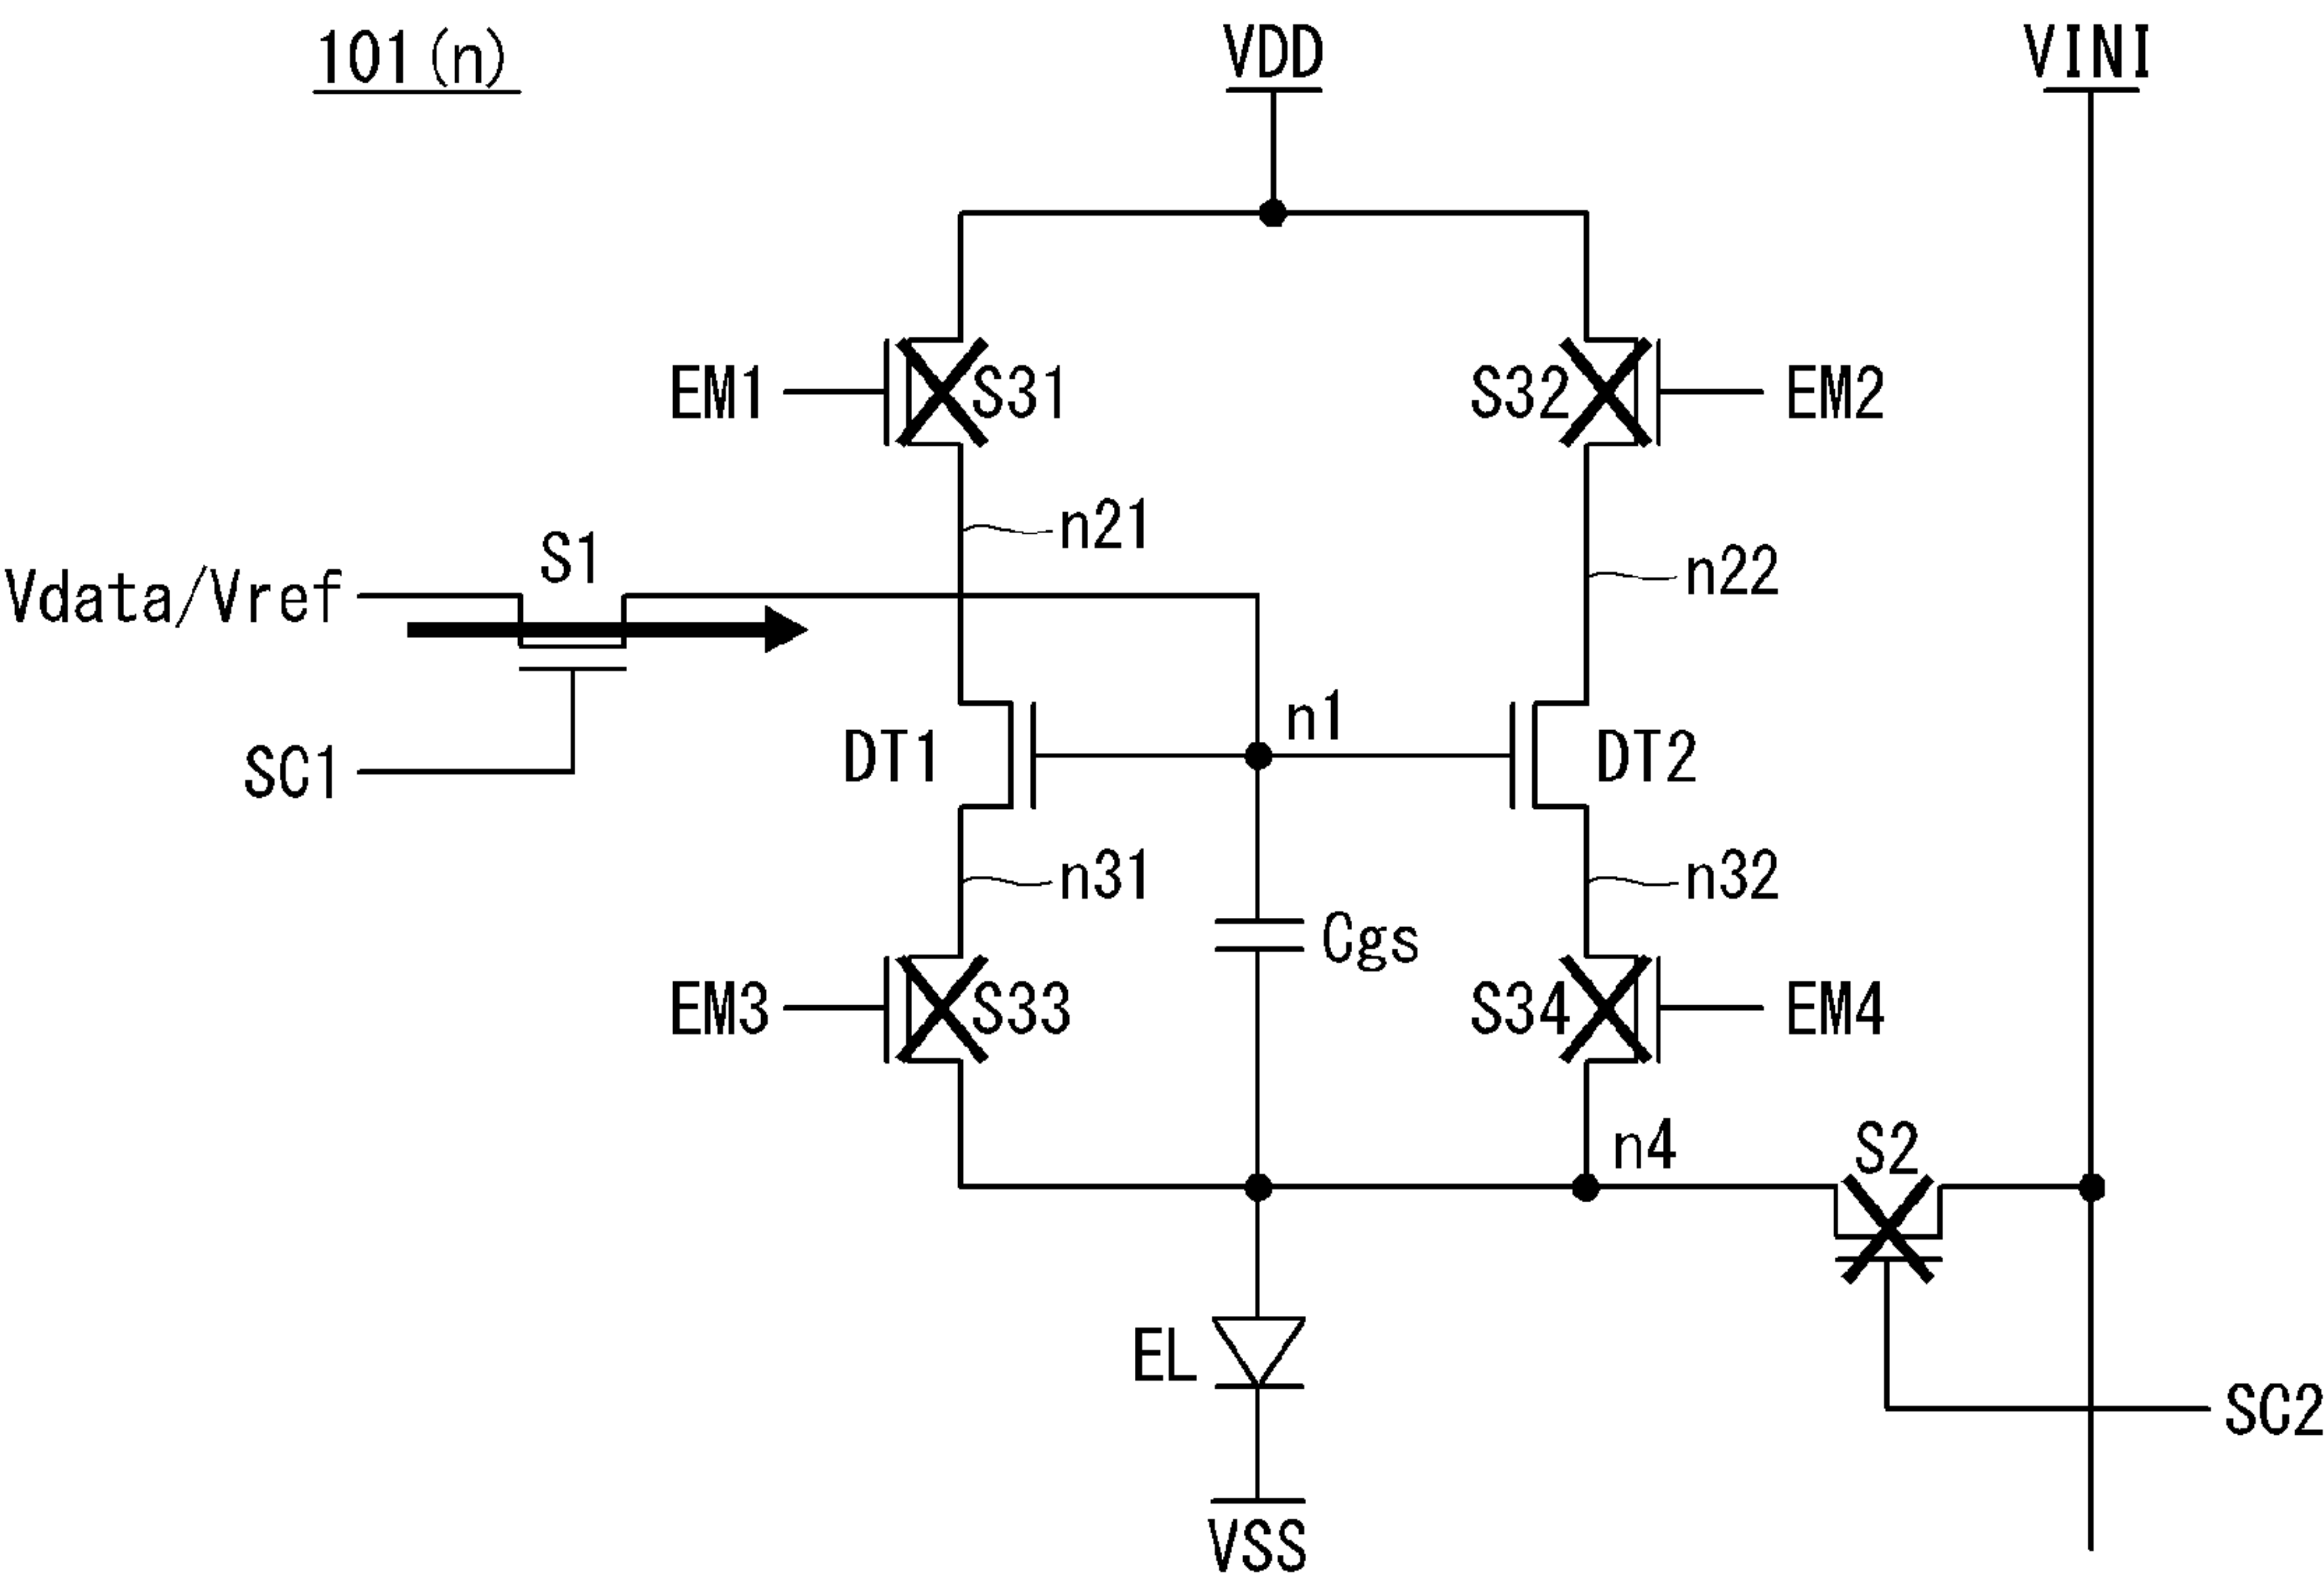 101(n)
VDD
VINI
EM1
S31
S32
EM2
n21
S1
n22
Vdata/Vref
n1
DT1
DT2
SC1
n31
n32
Cgs
EM3
S33
S34
EM4
n4
S2
EL
SC2
VSS